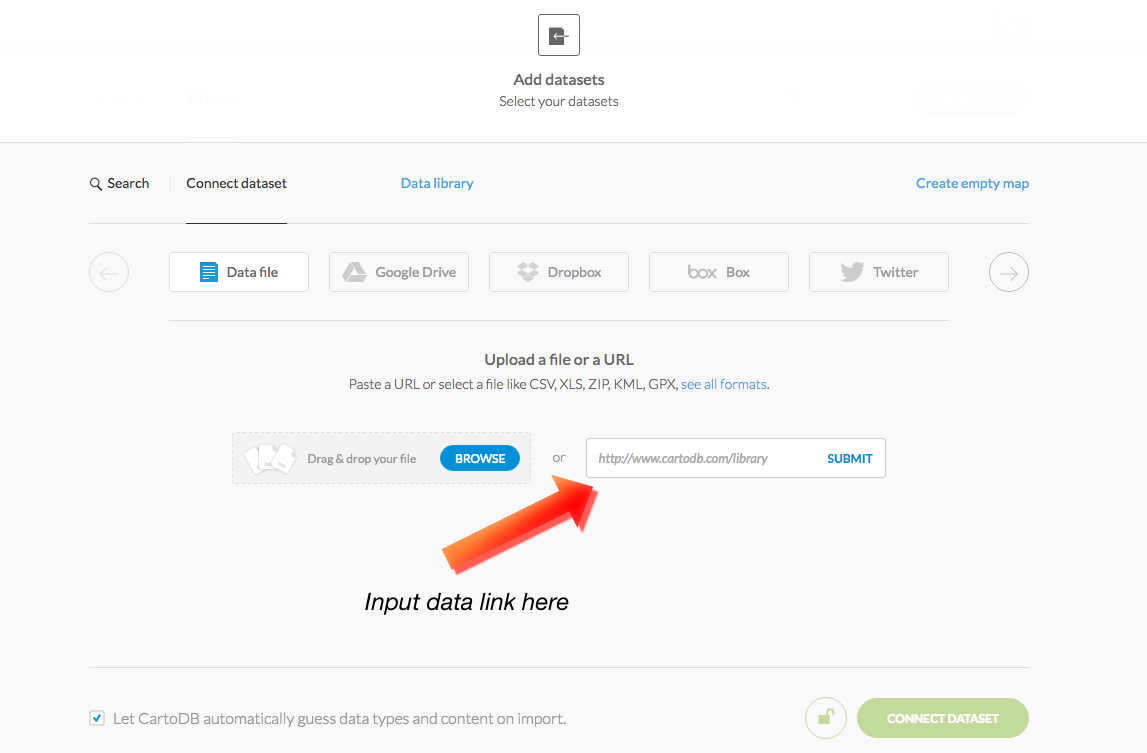 Add datasets
Select your datasets
Search Connect dataset Data library Create empty map
Data file Google Drive Dropbox box Box Twitter
Upload a file or a URL
Paste a URL or select a file like CSV, XLS, ZIP, KML, GPX, see all formats.
Drag & drop your file BROWSE or http://www.cartodb.com/library SUBMIT
Input data link here
Let CartoDB automatically guess data types and content on import.
CONNECT DATASET